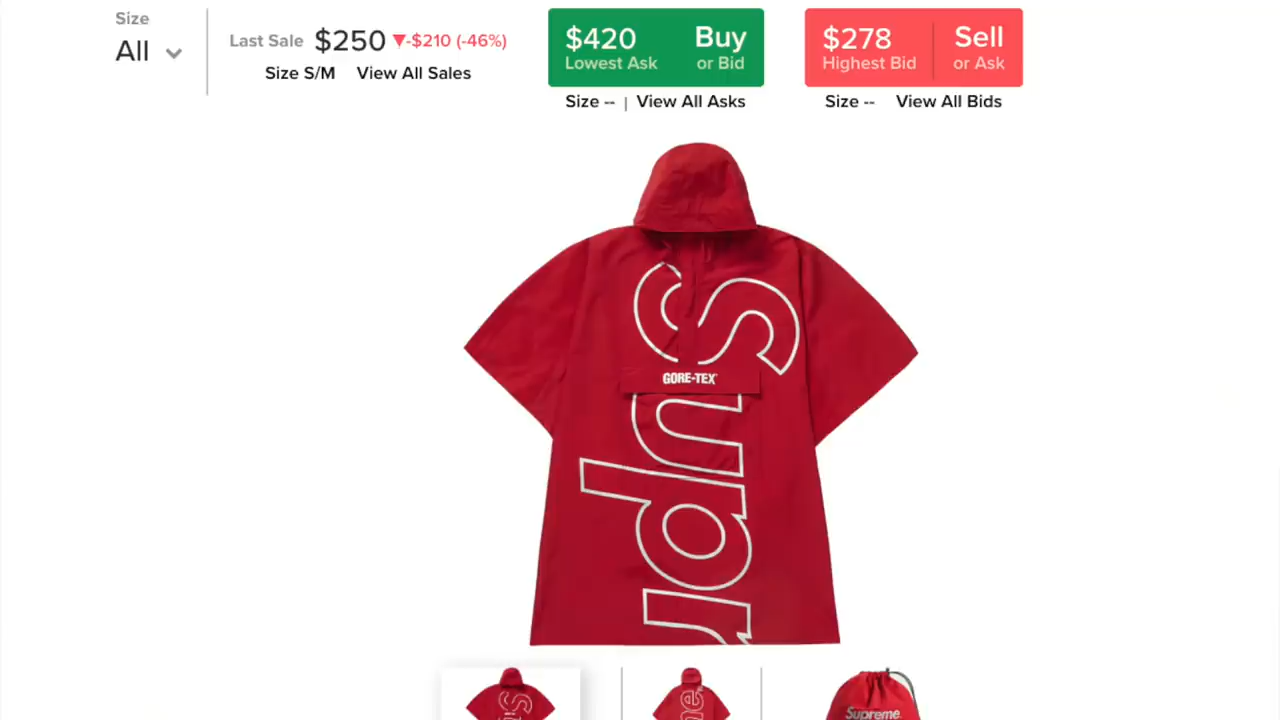 Size
All
Last Sale $250 ▼-$210 (-46%)
Size S/M View All Sales
$420 Buy
Lowest Ask or Bid
Size -- | View All Asks
$278 Sell
Highest Bid or Ask
Size -- View All Bids
GORE-TEX
Supr
Supreme